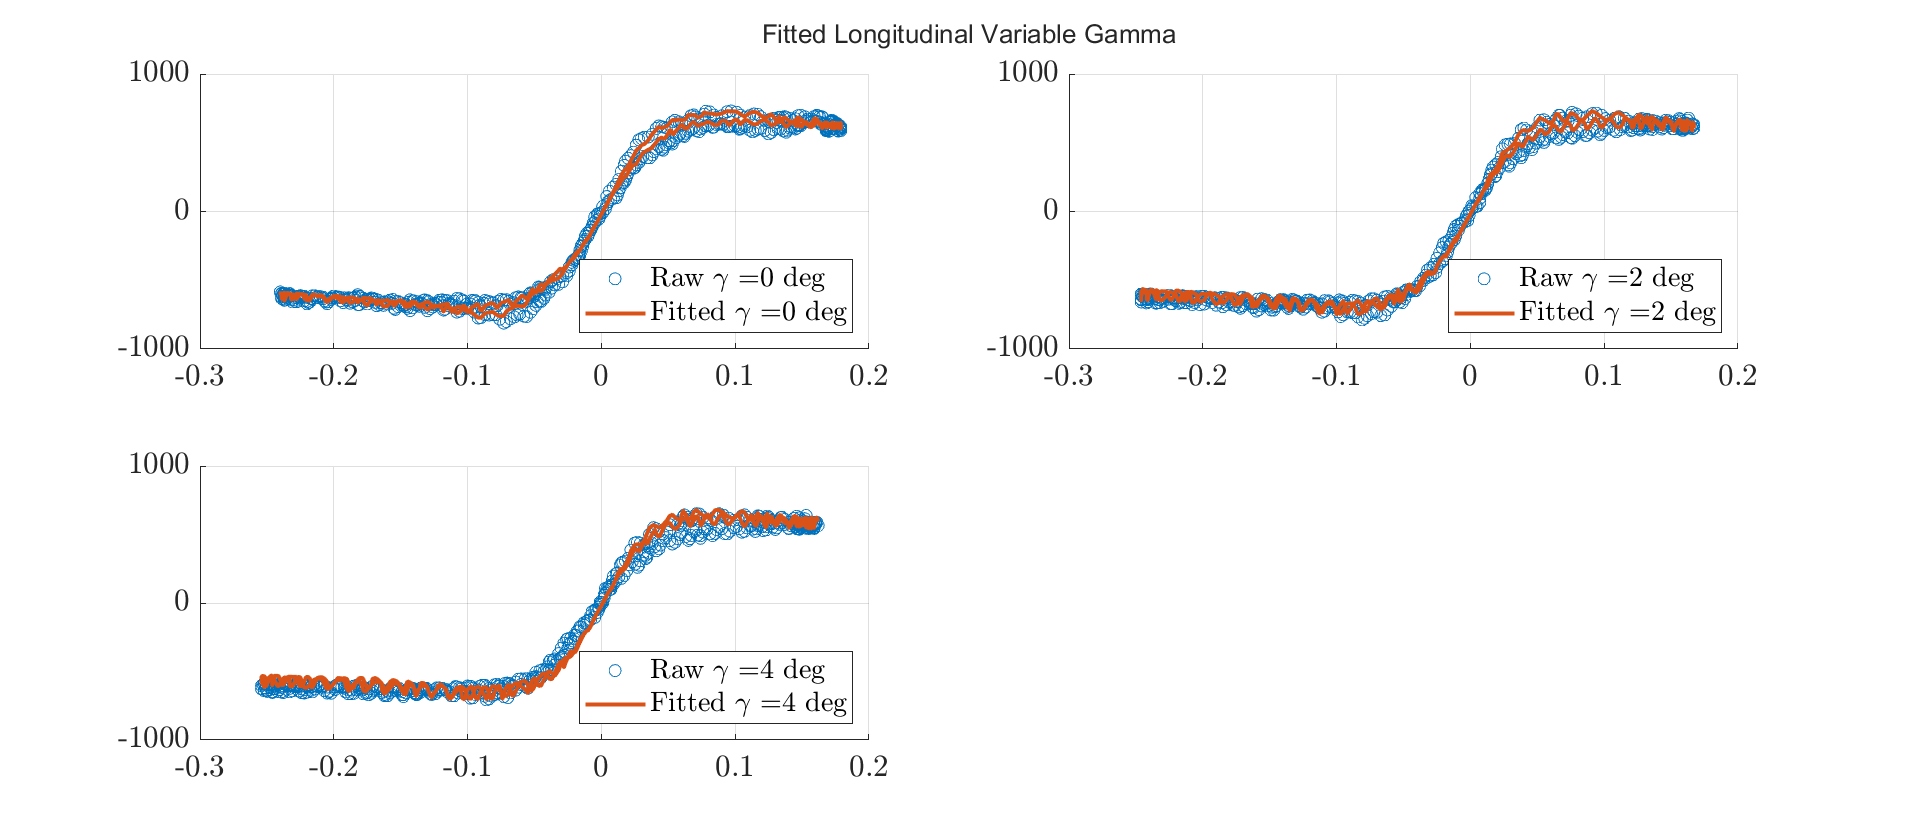 Fitted Longitudinal Variable Gamma
1000
0
-1000
-0.3 -0.2 -0.1 0 0.1 0.2
Raw γ =0 deg
Fitted γ =0 deg
1000
0
-1000
-0.3 -0.2 -0.1 0 0.1 0.2
Raw γ =2 deg
Fitted γ =2 deg
1000
0
-1000
-0.3 -0.2 -0.1 0 0.1 0.2
Raw γ =4 deg
Fitted γ =4 deg